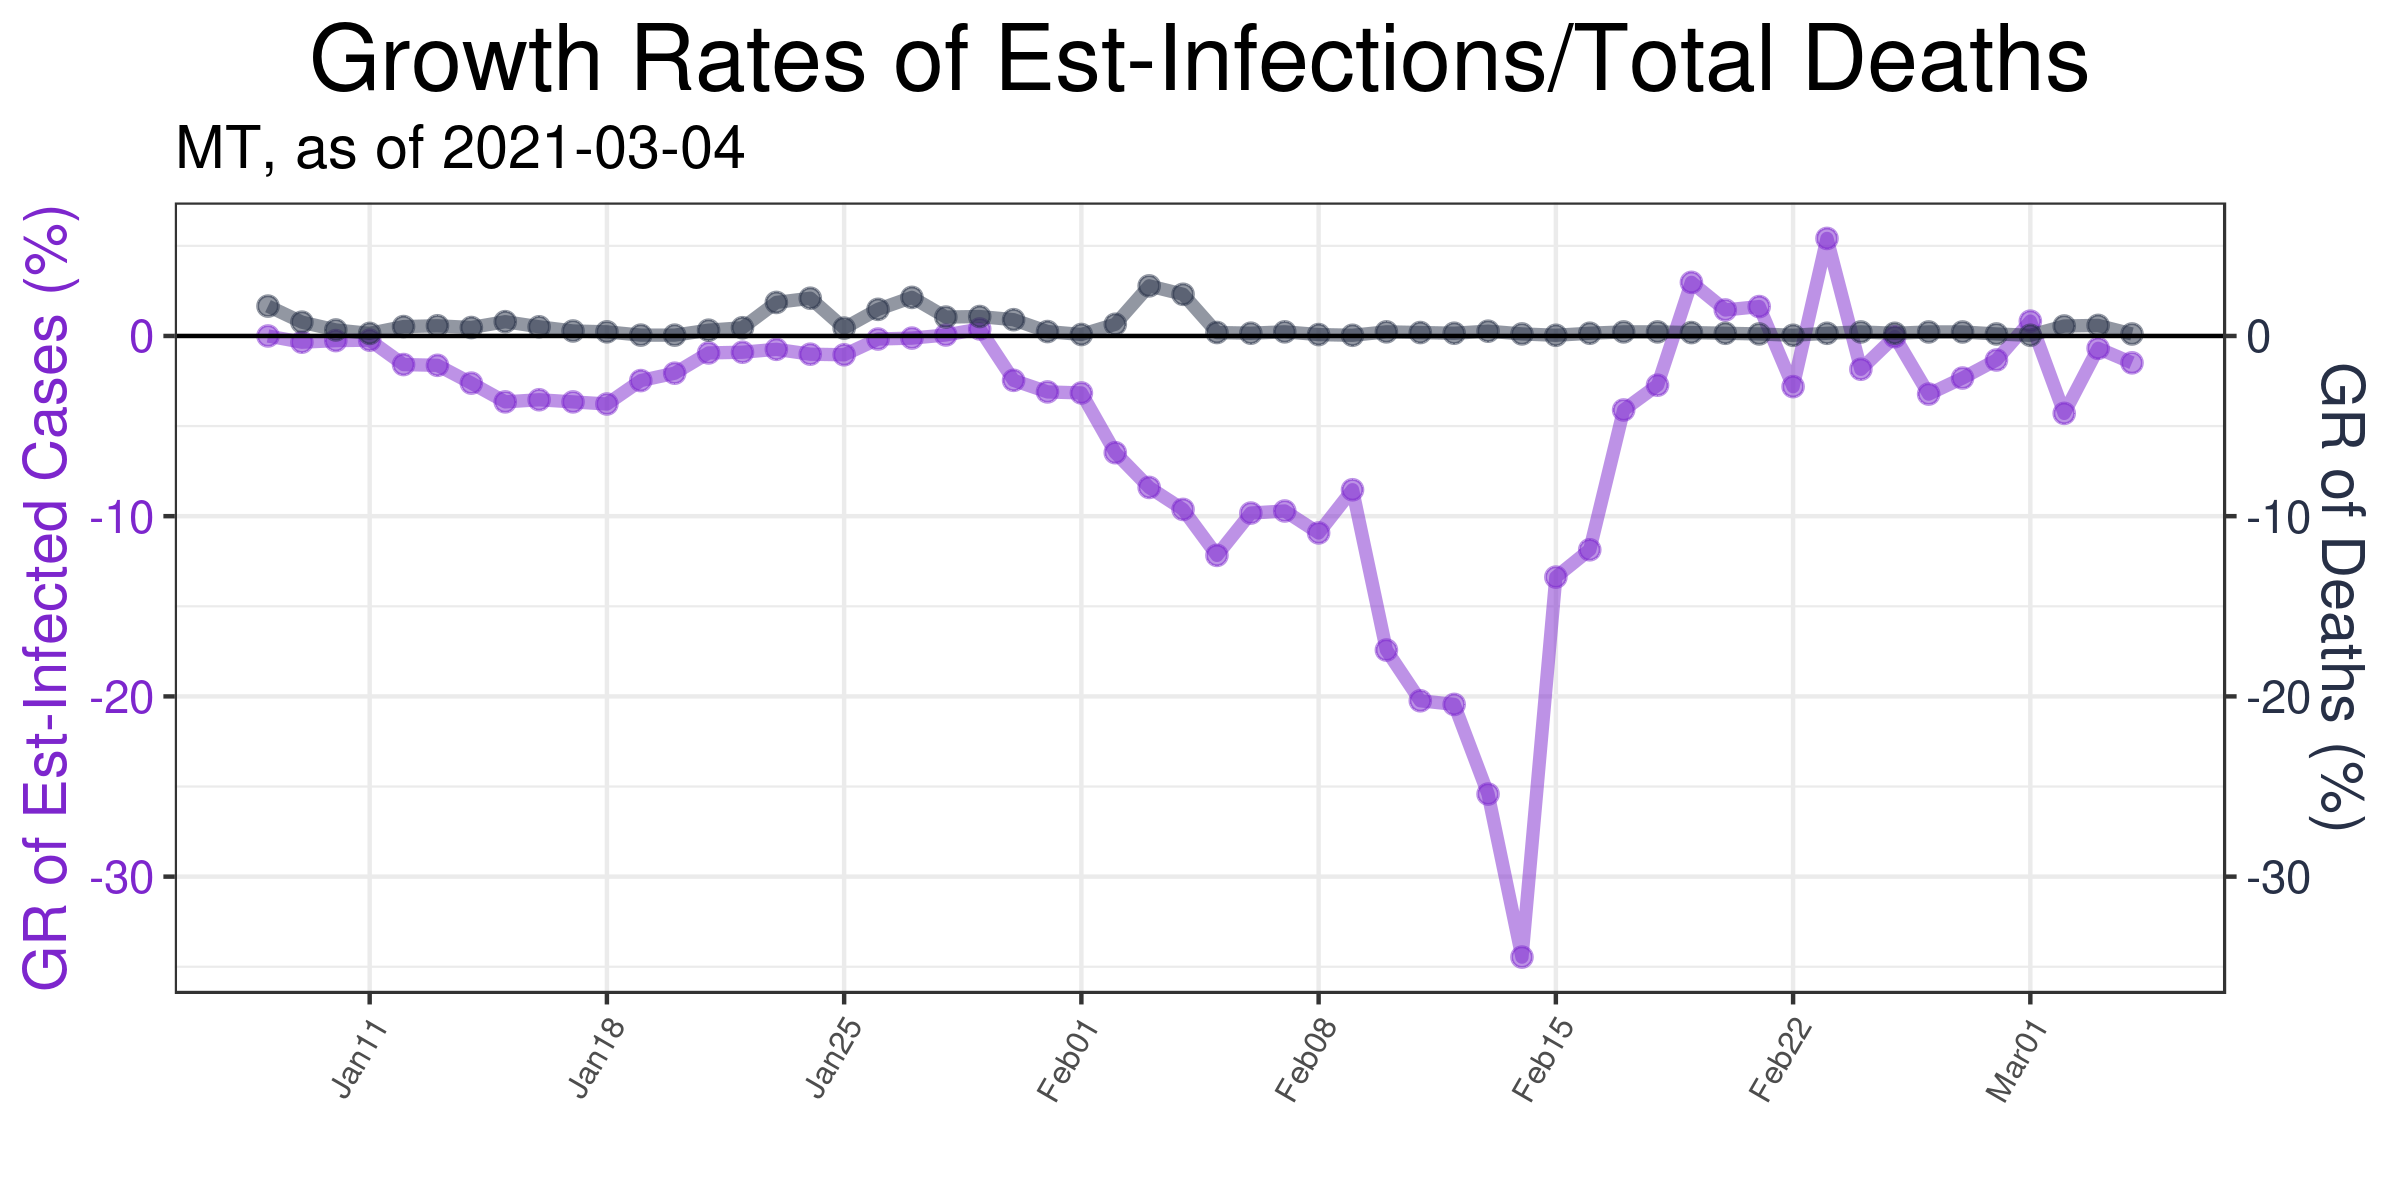 Growth Rates of Est-Infections/Total Deaths
MT, as of 2021-03-04
GR of Est-Infected Cases (%)
0
-10
-20
-30
0
-10
-20
-30
GR of Deaths (%)
Jan11
Jan18
Jan25
Feb01
Feb08
Feb15
Feb22
Mar01